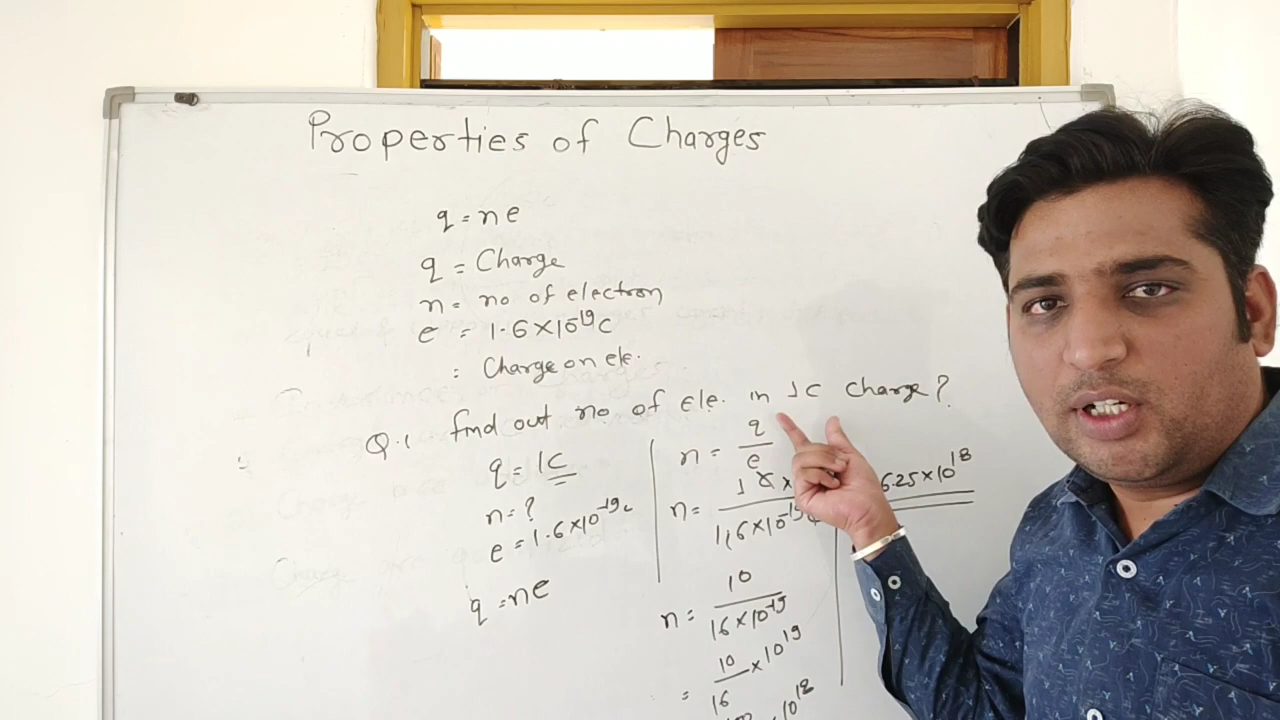 Properties of Charges
q = ne
q = Charge
n = no of electron
e = 1.6×10⁻¹⁹c
= Charge on ele.
Q.1 find out no of ele. in 1C charge?
q = 1C
n = ?
e = 1.6×10⁻¹⁹c
q = ne
n = q/e
n = 1 C × / 1.6×10⁻¹⁹
6.25×10¹⁸
n = 10 / 16×10⁻¹⁹
= 10/16 ×10¹⁹
10¹⁸